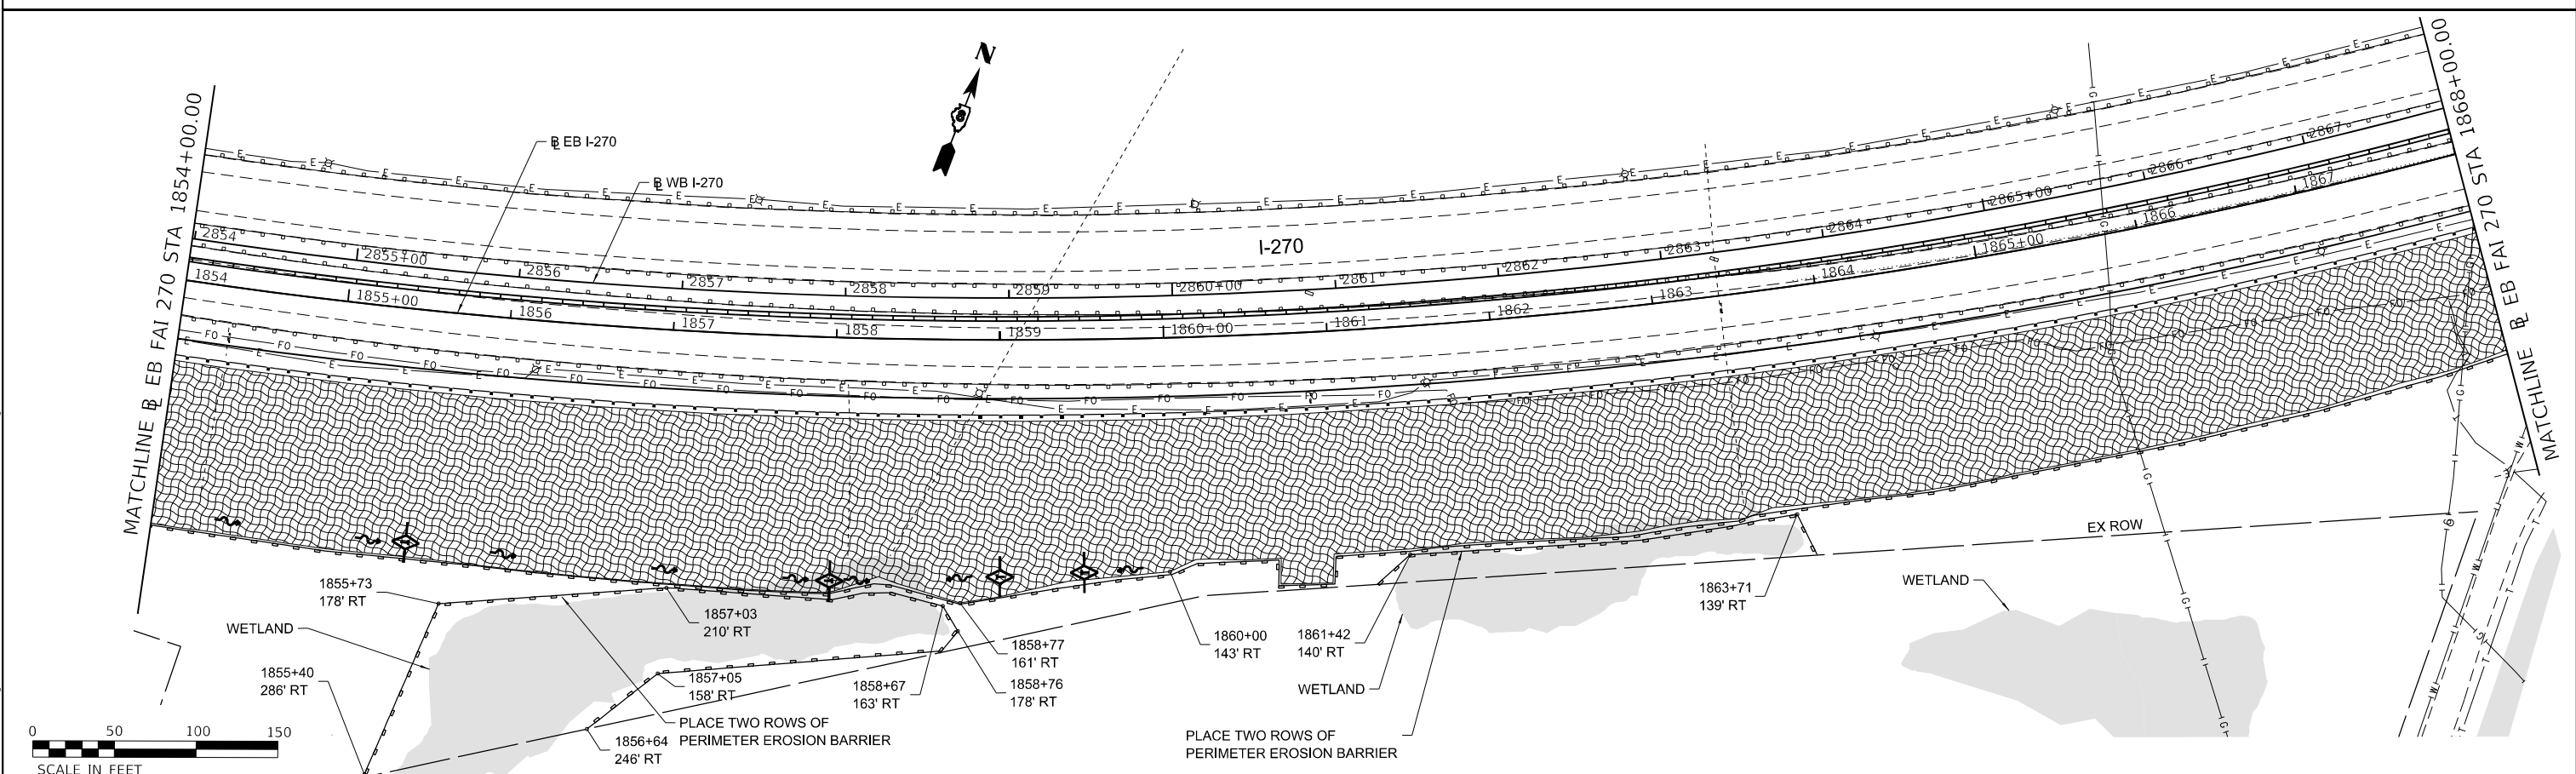 MATCHLINE ⅊ EB FAI 270 STA 1854+00.00
N
℄ EB I-270
℄ WB I-270
I-270
2854
2855+00
2856
2857
2858
2859
2860+00
2861
2862
2863
2864
2865+00
2866
2867
1854
1855+00
1856
1857
1858
1859
1860+00
1861
1862
1863
1864
1865+00
1866
1867
MATCHLINE ⅊ EB FAI 270 STA 1868+00.00
EX ROW
1855+73
178' RT
WETLAND
1855+40
286' RT
1857+03
210' RT
1857+05
158' RT
PLACE TWO ROWS OF
PERIMETER EROSION BARRIER
1856+64
246' RT
1858+67
163' RT
1858+77
161' RT
1858+76
178' RT
1860+00
143' RT
1861+42
140' RT
WETLAND
PLACE TWO ROWS OF
PERIMETER EROSION BARRIER
1863+71
139' RT
WETLAND
0 50 100 150
SCALE IN FEET